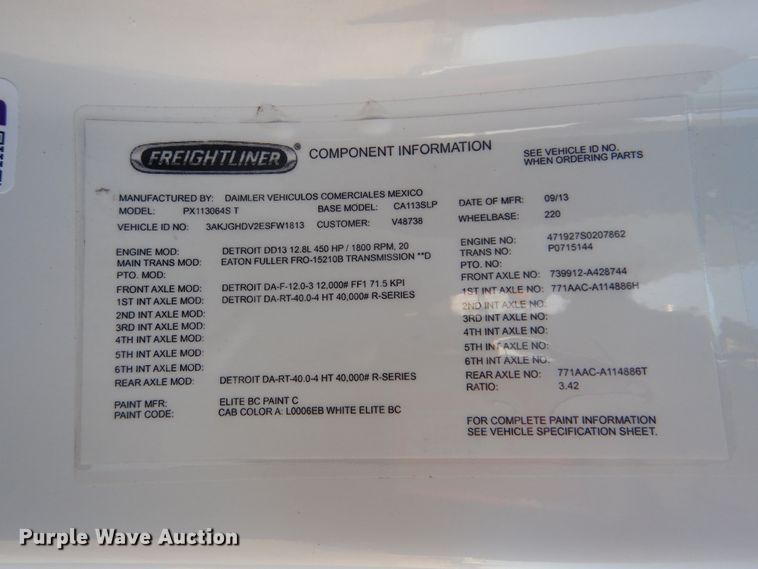 FREIGHTLINER® COMPONENT INFORMATION
SEE VEHICLE ID NO.
WHEN ORDERING PARTS
MANUFACTURED BY: DAIMLER VEHICULOS COMERCIALES MEXICO
MODEL: PX113064S T BASE MODEL: CA113SLP DATE OF MFR: 09/13
VEHICLE ID NO: 3AKJGHDV2ESFW1813 CUSTOMER: V48738 WHEELBASE: 220
ENGINE MOD: DETROIT DD13 12.8L 450 HP / 1800 RPM, 20 ENGINE NO: 471927S0207862
MAIN TRANS MOD: EATON FULLER FRO-15210B TRANSMISSION **D TRANS NO: P0715144
PTO. MOD: PTO. NO:
FRONT AXLE MOD: DETROIT DA-F-12.0-3 12,000# FF1 71.5 KPI FRONT AXLE NO: 739912-A428744
1ST INT AXLE MOD: DETROIT DA-RT-40.0-4 HT 40,000# R-SERIES 1ST INT AXLE NO: 771AAC-A114886H
2ND INT AXLE MOD: 2ND INT AXLE NO:
3RD INT AXLE MOD: 3RD INT AXLE NO:
4TH INT AXLE MOD: 4TH INT AXLE NO:
5TH INT AXLE MOD: 5TH INT AXLE NO:
6TH INT AXLE MOD: 6TH INT AXLE NO:
REAR AXLE MOD: DETROIT DA-RT-40.0-4 HT 40,000# R-SERIES REAR AXLE NO: 771AAC-A114886T
RATIO: 3.42
PAINT MFR: ELITE BC PAINT C
PAINT CODE: CAB COLOR A: L0006EB WHITE ELITE BC
FOR COMPLETE PAINT INFORMATION
SEE VEHICLE SPECIFICATION SHEET.
Purple Wave Auction